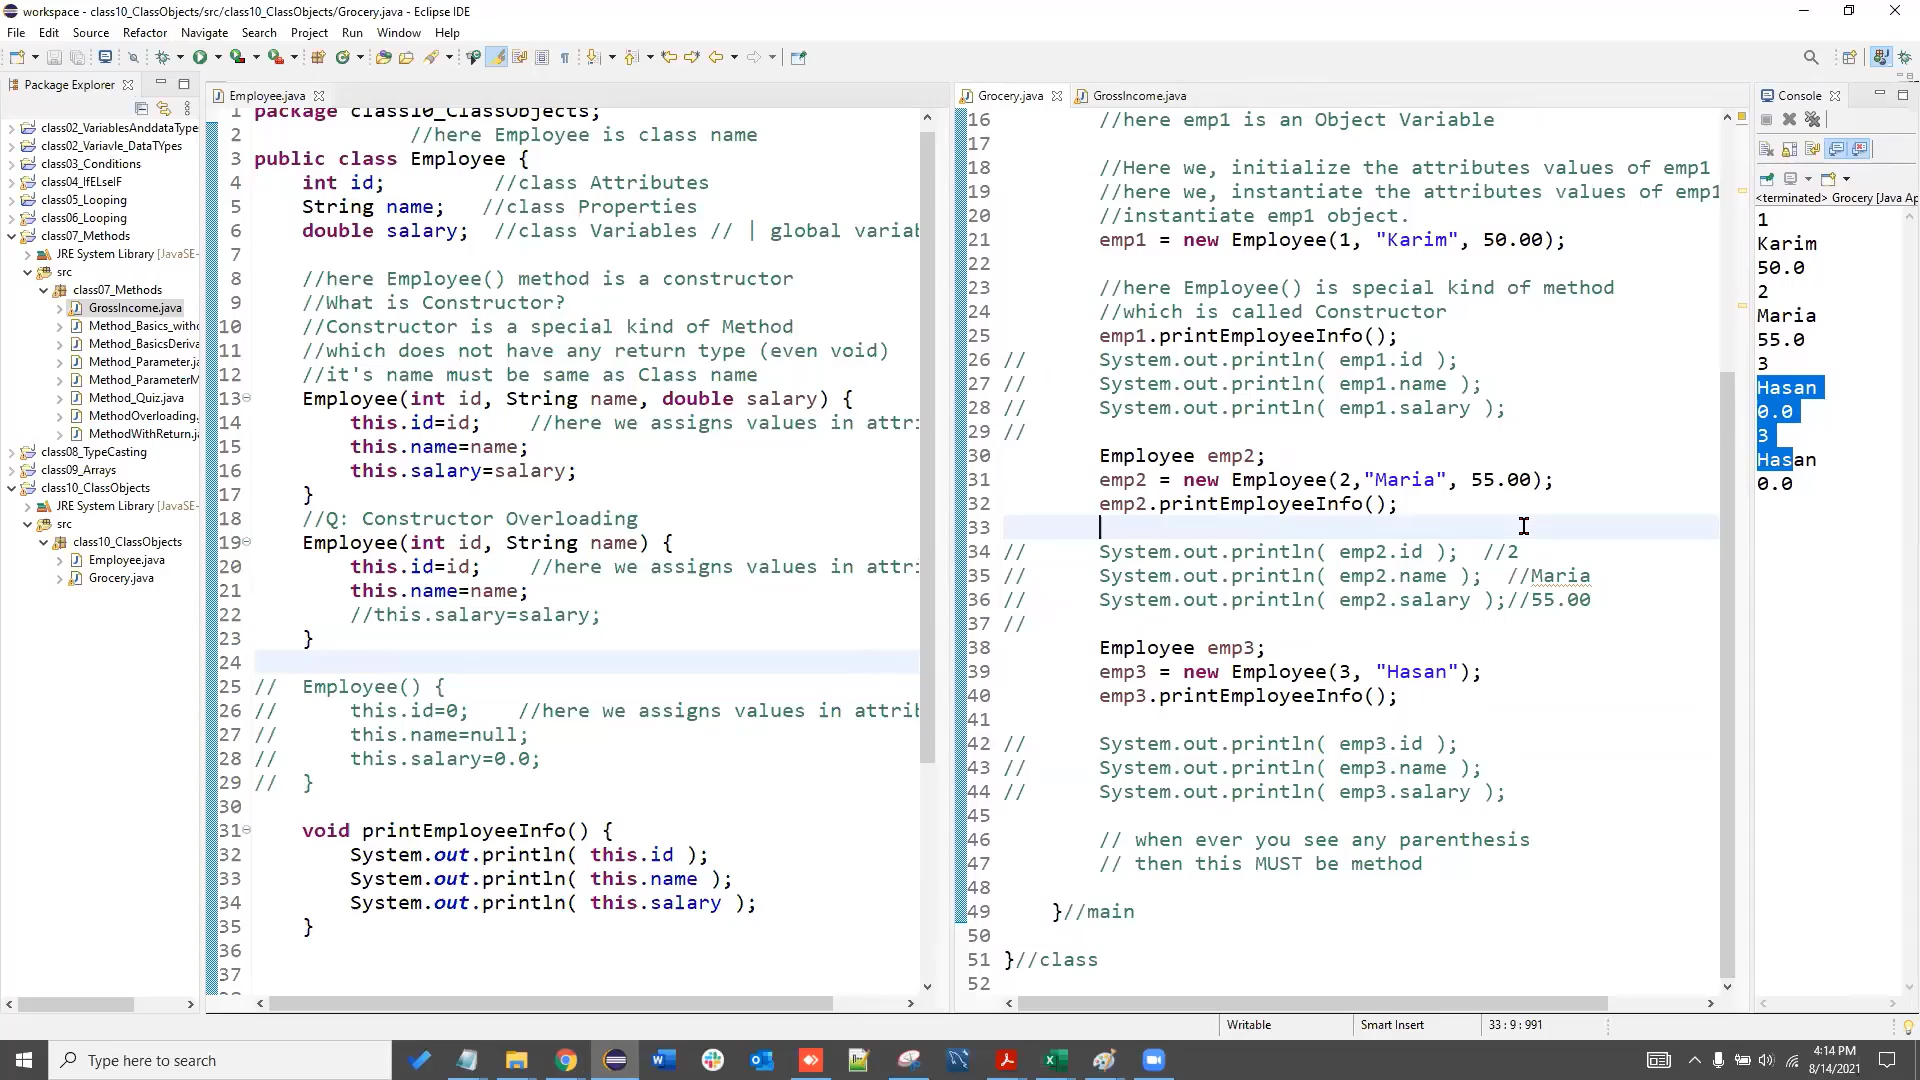 workspace - class10_ClassObjects/src/class10_ClassObjects/Grocery.java - Eclipse IDE
File Edit Source Refactor Navigate Search Project Run Window Help
Package Explorer
class02_VariablesAnddataType
class02_Variavle_DataTYpes
class03_Conditions
class04_IfELseIF
class05_Looping
class06_Looping
class07_Methods
JRE System Library [JavaSE-
src
class07_Methods
GrossIncome.java
Method_Basics_witho
Method_BasicsDeriva
Method_Parameter.ja
Method_ParameterM
Method_Quiz.java
MethodOverloading.
MethodWithReturn.ja
class08_TypeCasting
class09_Arrays
class10_ClassObjects
JRE System Library [JavaSE-
src
class10_ClassObjects
Employee.java
Grocery.java
Employee.java
1 package class10_ClassObjects;
2 //here Employee is class name
3 public class Employee {
4 int id; //class Attributes
5 String name; //class Properties
6 double salary; //class Variables // | global variab
7
8 //here Employee() method is a constructor
9 //What is Constructor?
10 //Constructor is a special kind of Method
11 //which does not have any return type (even void)
12 //it's name must be same as Class name
13 Employee(int id, String name, double salary) {
14 this.id=id; //here we assigns values in attri
15 this.name=name;
16 this.salary=salary;
17 }
18 //Q: Constructor Overloading
19 Employee(int id, String name) {
20 this.id=id; //here we assigns values in attri
21 this.name=name;
22 //this.salary=salary;
23 }
24
25 // Employee() {
26 // this.id=0; //here we assigns values in attrib
27 // this.name=null;
28 // this.salary=0.0;
29 // }
30
31 void printEmployeeInfo() {
32 System.out.println( this.id );
33 System.out.println( this.name );
34 System.out.println( this.salary );
35 }
36
37
Grocery.java GrossIncome.java
16 //here emp1 is an Object Variable
17
18 //Here we, initialize the attributes values of emp1
19 //here we, instantiate the attributes values of emp1
20 //instantiate emp1 object.
21 emp1 = new Employee(1, "Karim", 50.00);
22
23 //here Employee() is special kind of method
24 //which is called Constructor
25 emp1.printEmployeeInfo();
26 // System.out.println( emp1.id );
27 // System.out.println( emp1.name );
28 // System.out.println( emp1.salary );
29 //
30 Employee emp2;
31 emp2 = new Employee(2,"Maria", 55.00);
32 emp2.printEmployeeInfo();
33
34 // System.out.println( emp2.id ); //2
35 // System.out.println( emp2.name ); //Maria
36 // System.out.println( emp2.salary );//55.00
37 //
38 Employee emp3;
39 emp3 = new Employee(3, "Hasan");
40 emp3.printEmployeeInfo();
41
42 // System.out.println( emp3.id );
43 // System.out.println( emp3.name );
44 // System.out.println( emp3.salary );
45
46 // when ever you see any parenthesis
47 // then this MUST be method
48
49 }//main
50
51 }//class
52
Console
<terminated> Grocery [Java Ap
1
Karim
50.0
2
Maria
55.0
3
Hasan
0.0
3
Hasan
0.0
Writable Smart Insert 33 : 9 : 991
Type here to search
4:14 PM
8/14/2021